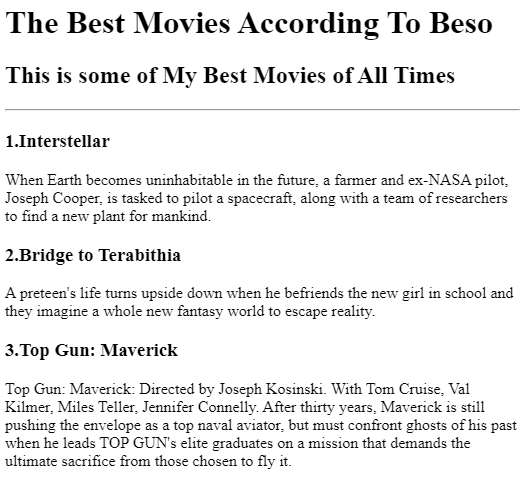 The Best Movies According To Beso
This is some of My Best Movies of All Times
1.Interstellar
When Earth becomes uninhabitable in the future, a farmer and ex-NASA pilot,
Joseph Cooper, is tasked to pilot a spacecraft, along with a team of researchers
to find a new plant for mankind.
2.Bridge to Terabithia
A preteen's life turns upside down when he befriends the new girl in school and
they imagine a whole new fantasy world to escape reality.
3.Top Gun: Maverick
Top Gun: Maverick: Directed by Joseph Kosinski. With Tom Cruise, Val
Kilmer, Miles Teller, Jennifer Connelly. After thirty years, Maverick is still
pushing the envelope as a top naval aviator, but must confront ghosts of his past
when he leads TOP GUN's elite graduates on a mission that demands the
ultimate sacrifice from those chosen to fly it.